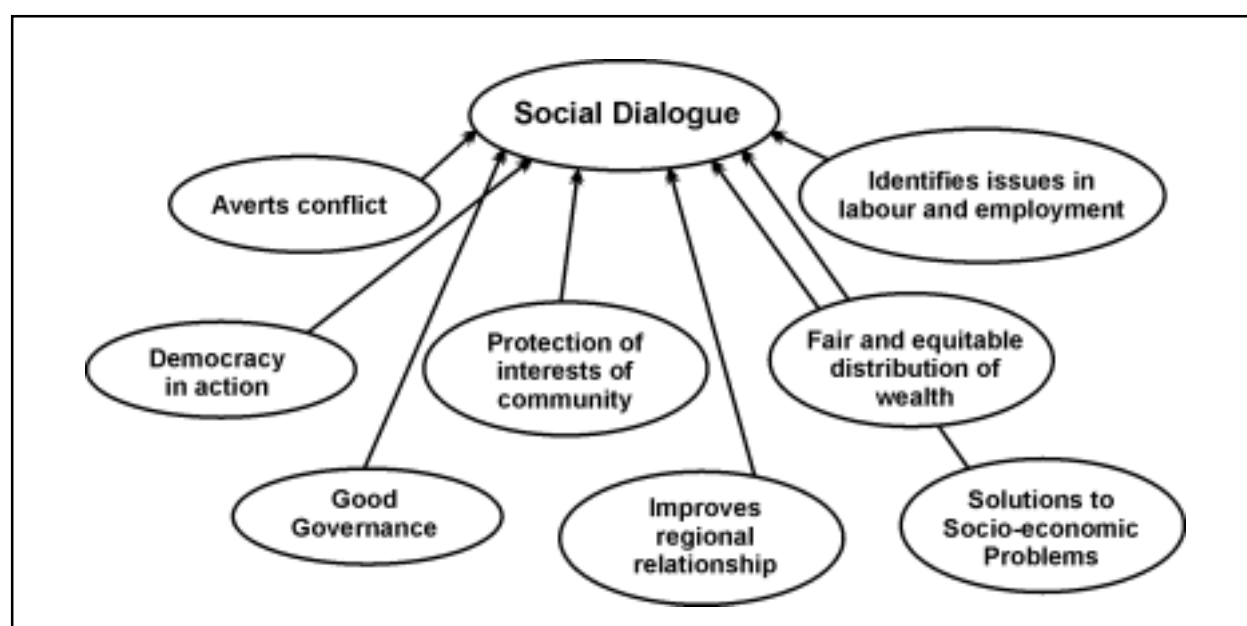 Social Dialogue
Averts conflict
Identifies issues in
labour and employment
Democracy
in action
Protection of
interests of
community
Fair and equitable
distribution of
wealth
Good
Governance
Improves
regional
relationship
Solutions to
Socio-economic
Problems